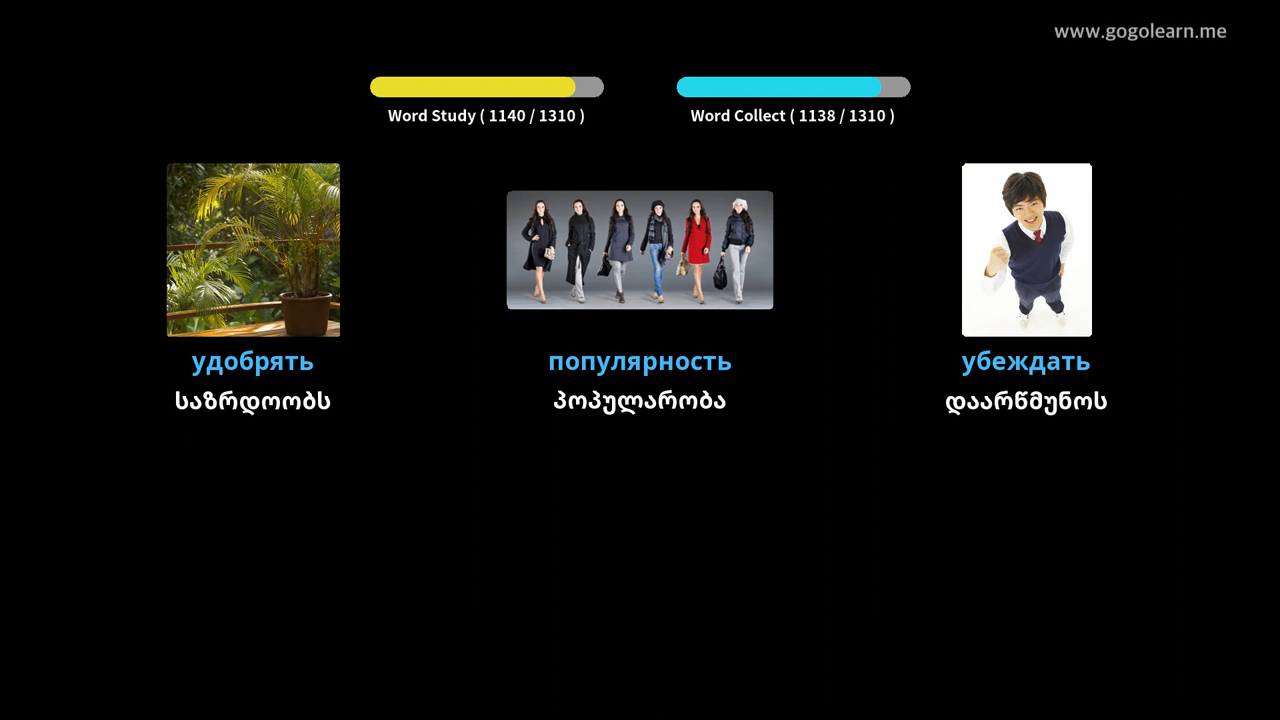 www.gogolearn.me
Word Study ( 1140 / 1310 )
Word Collect ( 1138 / 1310 )
удобрять
популярность
убеждать
საზრდოობს
პოპულარობა
დაარწმუნოს